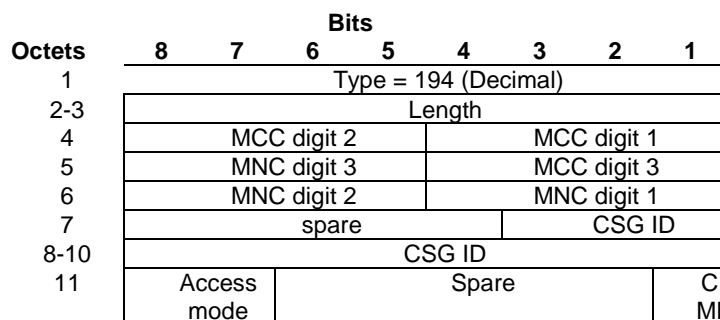 Bits
Octets 8 7 6 5 4 3 2 1
1 Type = 194 (Decimal)
2-3 Length
4 MCC digit 2 MCC digit 1
5 MNC digit 3 MCC digit 3
6 MNC digit 2 MNC digit 1
7 spare CSG ID
8-10 CSG ID
11 Access Spare
mode